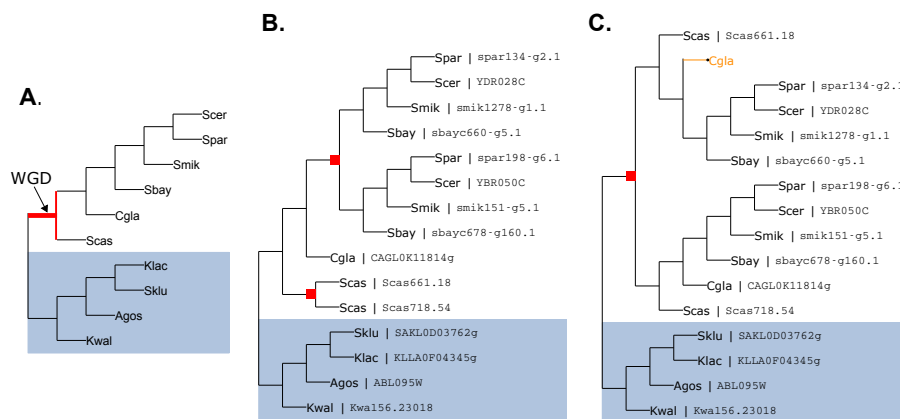 A.
WGD
Scer
Spar
Smik
Sbay
Cgla
Scas
Klac
Sklu
Agos
Kwal
B.
Spar | spar134-g2.1
Scer | YDR028C
Smik | smik1278-g1.1
Sbay | sbayc660-g5.1
Spar | spar198-g6.1
Scer | YBR050C
Smik | smik151-g5.1
Sbay | sbayc678-g160.1
Cgla | CAGL0K11814g
Scas | Scas661.18
Scas | Scas718.54
Sklu | SAKL0D03762g
Klac | KLLA0F04345g
Agos | ABL095W
Kwal | Kwa156.23018
C.
Scas | Scas661.18
Cgla
Spar | spar134-g2.1
Scer | YDR028C
Smik | smik1278-g1.1
Sbay | sbayc660-g5.1
Spar | spar198-g6.1
Scer | YBR050C
Smik | smik151-g5.1
Sbay | sbayc678-g160.1
Cgla | CAGL0K11814g
Scas | Scas718.54
Sklu | SAKL0D03762g
Klac | KLLA0F04345g
Agos | ABL095W
Kwal | Kwa156.23018